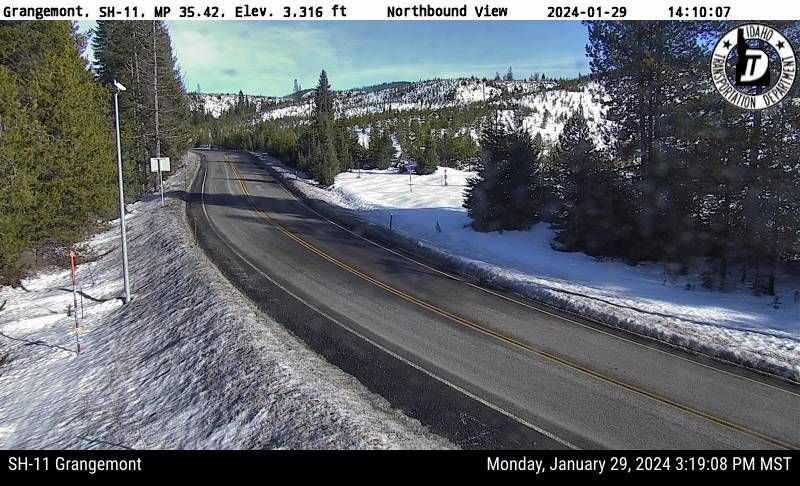 Grangemont, SH-11, MP 35.42, Elev. 3,316 ft Northbound View 2024-01-29 14:10:07
IDAHO
TRANSPORTATION DEPARTMENT
SH-11 Grangemont Monday, January 29, 2024 3:19:08 PM MST